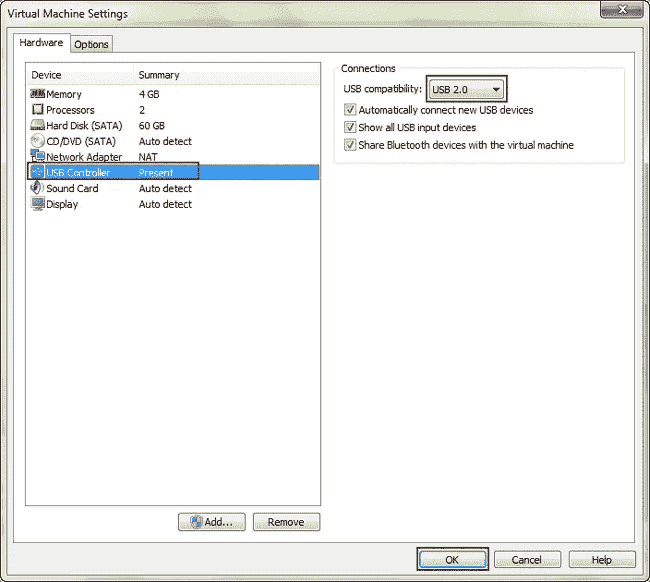 Virtual Machine Settings
Hardware Options
Device Summary
Memory 4 GB
Processors 2
Hard Disk (SATA) 60 GB
CD/DVD (SATA) Auto detect
Network Adapter NAT
USB Controller Present
Sound Card Auto detect
Display Auto detect
Connections
USB compatibility: USB 2.0
Automatically connect new USB devices
Show all USB input devices
Share Bluetooth devices with the virtual machine
Add... Remove
OK Cancel Help